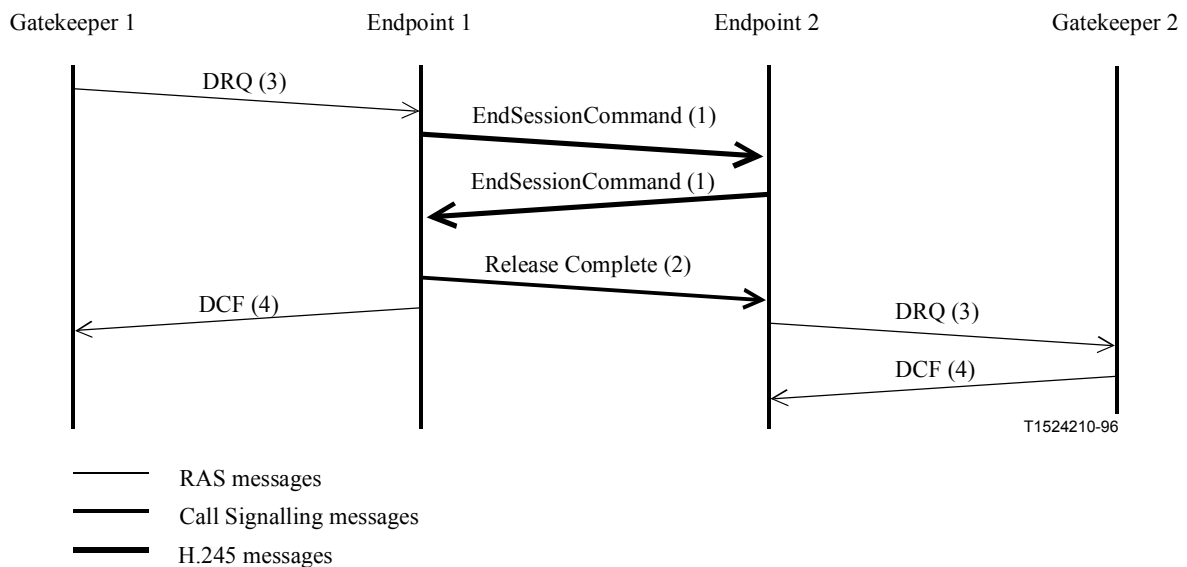 Gatekeeper 1
Endpoint 1
Endpoint 2
Gatekeeper 2
DRQ (3)
EndSessionCommand (1)
EndSessionCommand (1)
Release Complete (2)
DCF (4)
DRQ (3)
DCF (4)
T1524210-96
RAS messages
Call Signalling messages
H.245 messages